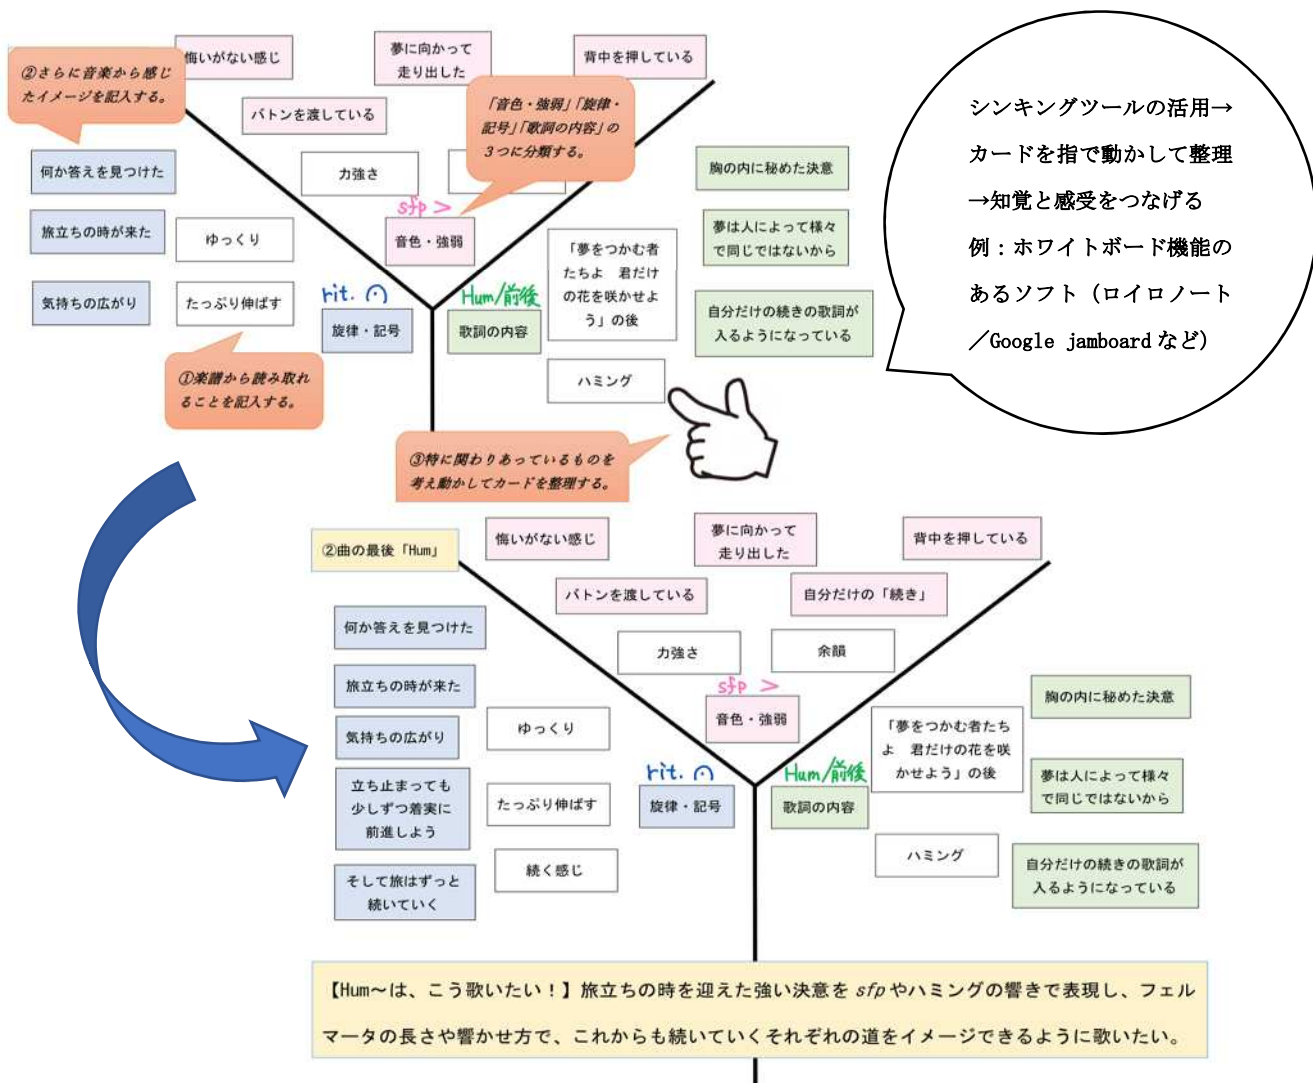 悔いがない感じ
夢に向かって
走り出した
背中を押している
②さらに音楽から感じ
たイメージを記入する。
バトンを渡している
「音色・強弱」「旋律・
記号」「歌詞の内容」の
３つに分類する。
何か答えを見つけた
力強さ
胸の内に秘めた決意
sfp >
旅立ちの時が来た
ゆっくり
音色・強弱
「夢をつかむ者
たちよ 君だけ
の花を咲かせよ
う」の後
夢は人によって様々
で同じではないから
気持ちの広がり
たっぷり伸ばす
rit.
旋律・記号
Hum/前後
歌詞の内容
自分だけの続きの歌詞が
入るようになっている
①楽譜から読み取れ
ることを記入する。
ハミング
③特に関わりあっているものを
考え動かしてカードを整理する。
シンキングツールの活用→
カードを指で動かして整理
→知覚と感受をつなげる
例：ホワイトボード機能の
あるソフト（ロイロノート
／Google jamboard など）
②曲の最後「Hum」
悔いがない感じ
夢に向かって
走り出した
背中を押している
バトンを渡している
自分だけの「続き」
何か答えを見つけた
力強さ
余韻
旅立ちの時が来た
sfp >
音色・強弱
胸の内に秘めた決意
気持ちの広がり
ゆっくり
「夢をつかむ者たち
よ 君だけの花を咲
かせよう」の後
立ち止まっても
少しずつ着実に
前進しよう
たっぷり伸ばす
rit.
旋律・記号
Hum/前後
歌詞の内容
夢は人によって様々
で同じではないから
続く感じ
ハミング
そして旅はずっと
続いていく
自分だけの続きの歌詞が
入るようになっている
【Hum～は、こう歌いたい！】旅立ちの時を迎えた強い決意を sfp やハミングの響きで表現し、フェル
マータの長さや響かせ方で、これからも続いていくそれぞれの道をイメージできるように歌いたい。